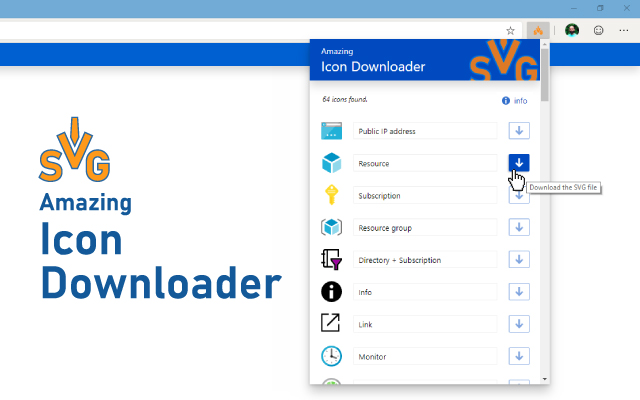 SVG
Amazing
Icon
Downloader
Amazing
Icon Downloader
SVG
64 icons found.
info
Public IP address
Resource
Download the SVG file
Subscription
Resource group
Directory + Subscription
Info
Link
Monitor